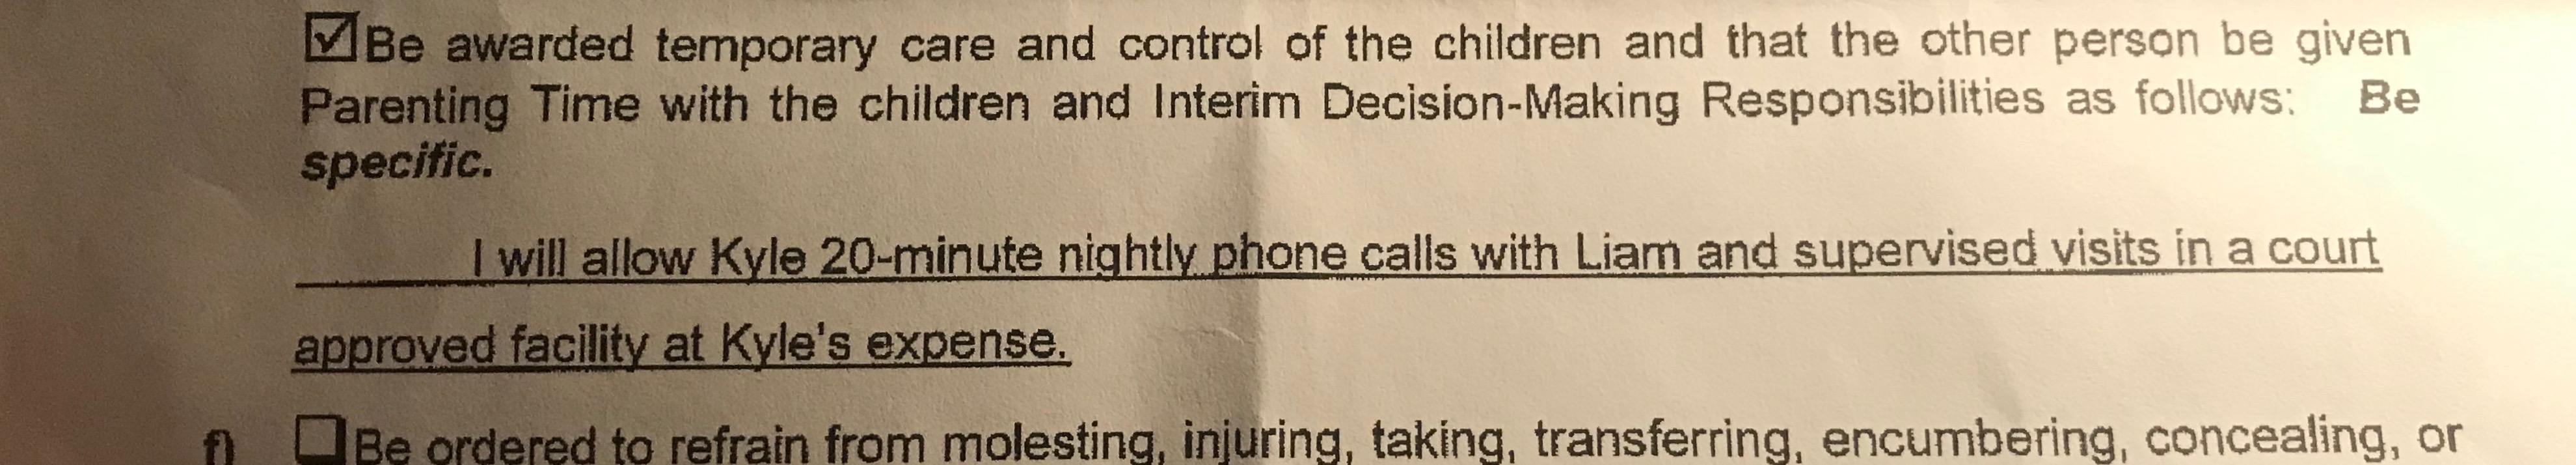 ☑Be awarded temporary care and control of the children and that the other person be given
Parenting Time with the children and Interim Decision-Making Responsibilities as follows: Be
specific.
I will allow Kyle 20-minute nightly phone calls with Liam and supervised visits in a court
approved facility at Kyle's expense.
f) ☐Be ordered to refrain from molesting, injuring, taking, transferring, encumbering, concealing, or